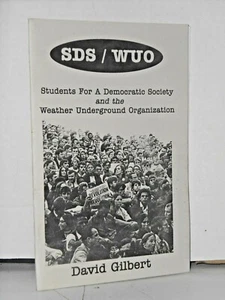 SDS / WUO
Students For A Democratic Society
and the
Weather Underground Organization
David Gilbert